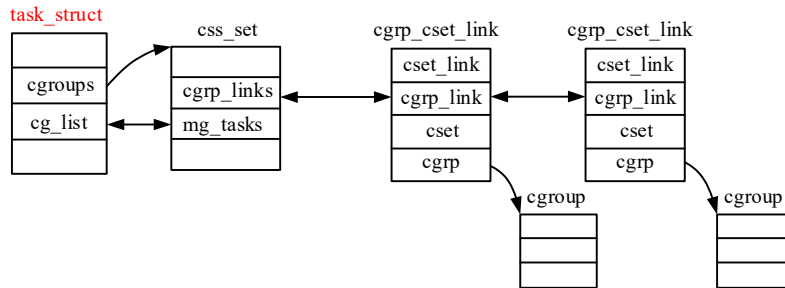 task_struct
cgroups
cg_list
css_set
cgrp_links
mg_tasks
cgrp_cset_link
cset_link
cgrp_link
cset
cgrp
cgroup
cgrp_cset_link
cset_link
cgrp_link
cset
cgrp
cgroup